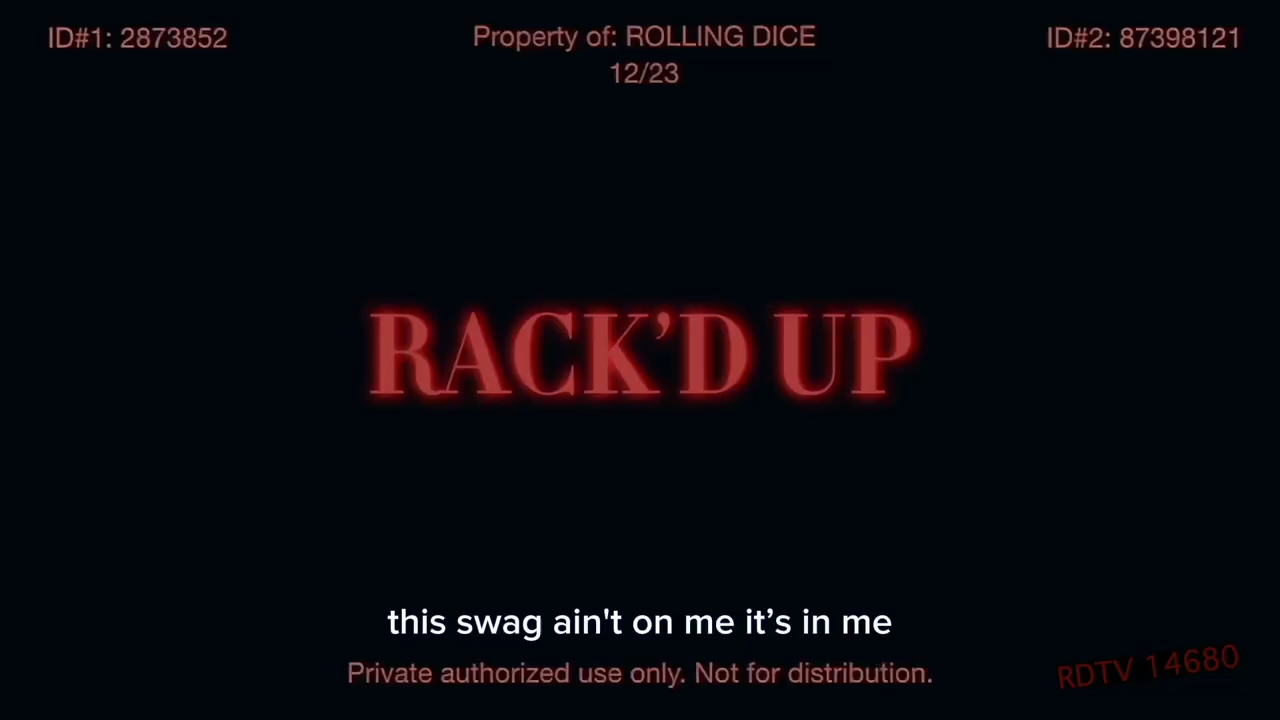 ID#1: 2873852
Property of: ROLLING DICE
ID#2: 87398121
12/23
RACK’D UP
this swag ain't on me it’s in me
Private authorized use only. Not for distribution.
RDTV 14680